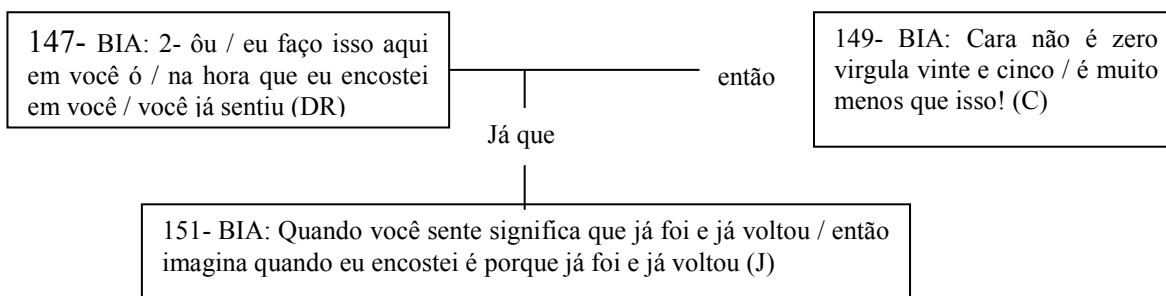 147- BIA: 2- ôu / eu faço isso aqui
em você ó / na hora que eu encostei
em você / você já sentiu (DR)
então
149- BIA: Cara não é zero
virgula vinte e cinco / é muito
menos que isso! (C)
Já que
151- BIA: Quando você sente significa que já foi e já voltou / então
imagina quando eu encostei é porque já foi e já voltou (J)